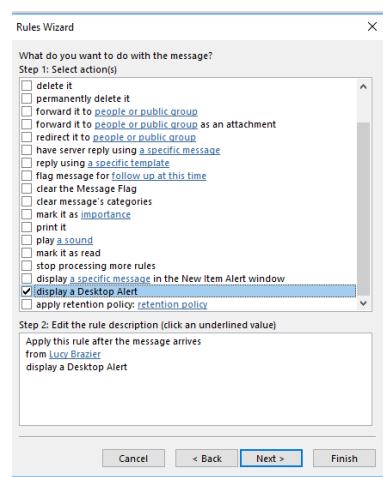 Rules Wizard
What do you want to do with the message?
Step 1: Select action(s)
delete it
permanently delete it
forward it to people or public group
forward it to people or public group as an attachment
redirect it to people or public group
have server reply using a specific message
reply using a specific template
flag message for follow up at this time
clear the Message Flag
clear message's categories
mark it as importance
print it
play a sound
mark it as read
stop processing more rules
display a specific message in the New Item Alert window
display a Desktop Alert
apply retention policy: retention policy
Step 2: Edit the rule description (click an underlined value)
Apply this rule after the message arrives
from Lucy Brazier
display a Desktop Alert
Cancel < Back Next > Finish